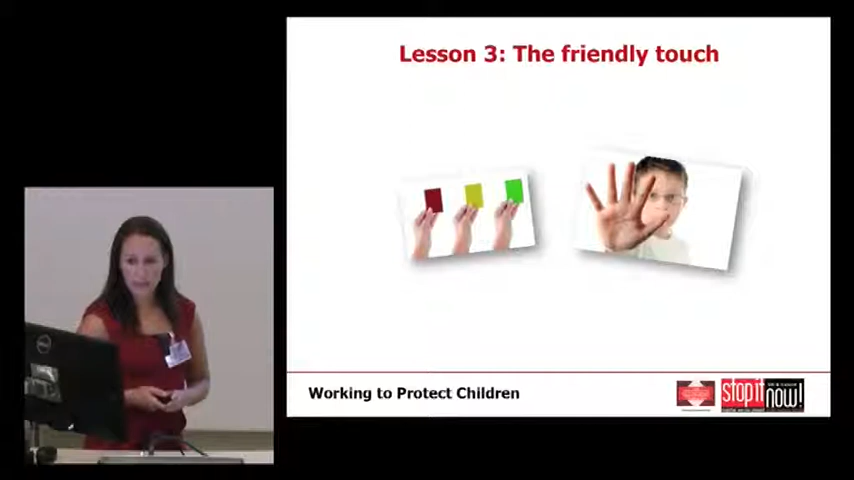 Lesson 3: The friendly touch
Working to Protect Children
stop it
now!